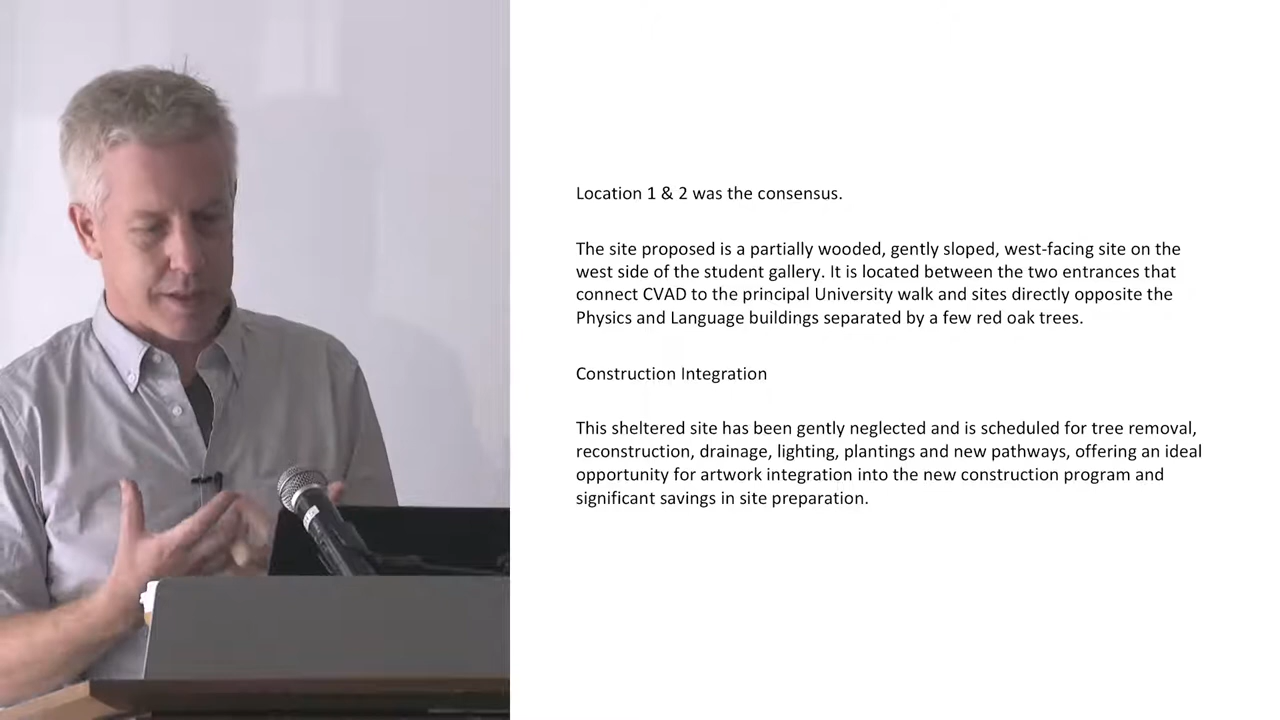 Location 1 & 2 was the consensus.
The site proposed is a partially wooded, gently sloped, west-facing site on the
west side of the student gallery. It is located between the two entrances that
connect CVAD to the principal University walk and sites directly opposite the
Physics and Language buildings separated by a few red oak trees.
Construction Integration
This sheltered site has been gently neglected and is scheduled for tree removal,
reconstruction, drainage, lighting, plantings and new pathways, offering an ideal
opportunity for artwork integration into the new construction program and
significant savings in site preparation.